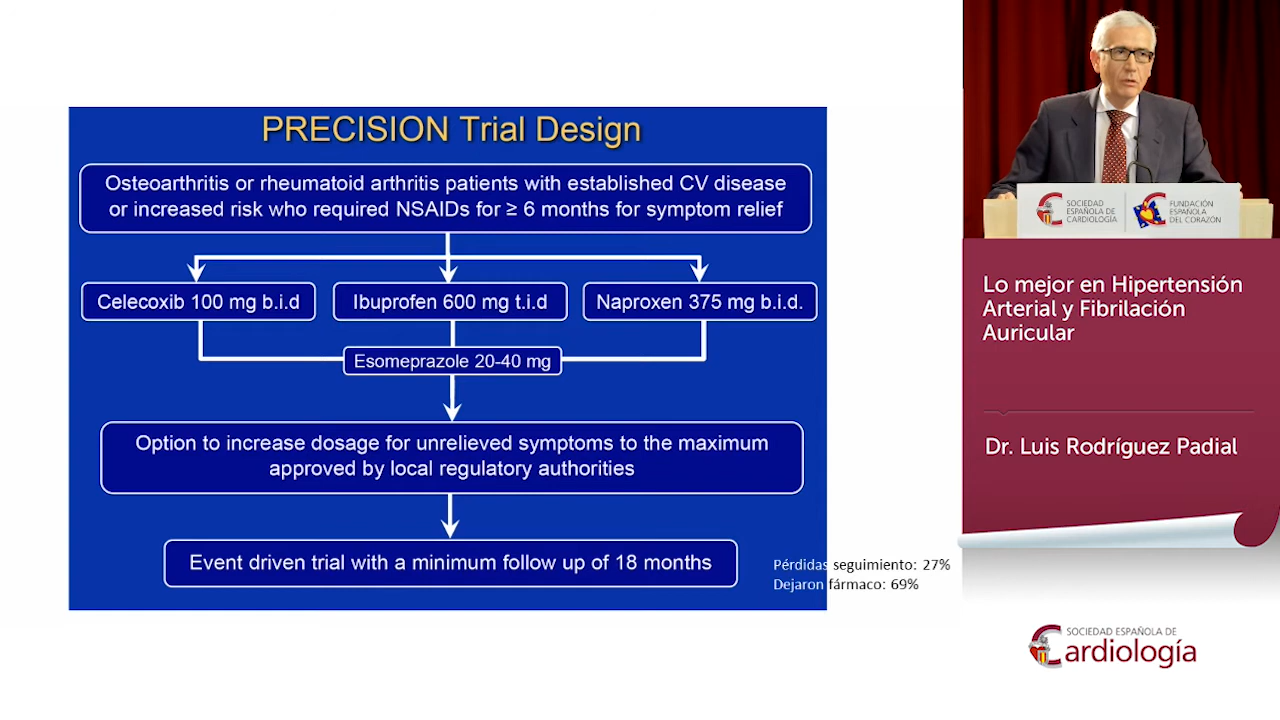 PRECISION Trial Design
Osteoarthritis or rheumatoid arthritis patients with established CV disease
or increased risk who required NSAIDs for ≥ 6 months for symptom relief
Celecoxib 100 mg b.i.d
Ibuprofen 600 mg t.i.d
Naproxen 375 mg b.i.d.
Esomeprazole 20-40 mg
Option to increase dosage for unrelieved symptoms to the maximum
approved by local regulatory authorities
Event driven trial with a minimum follow up of 18 months
Pérdidas seguimiento: 27%
Dejaron fármaco: 69%
SOCIEDAD
ESPAÑOLA DE
CARDIOLOGÍA
FUNDACIÓN
ESPAÑOLA
DEL CORAZÓN
Lo mejor en Hipertensión
Arterial y Fibrilación
Auricular
Dr. Luis Rodríguez Padial
SOCIEDAD ESPAÑOLA DE
Cardiología